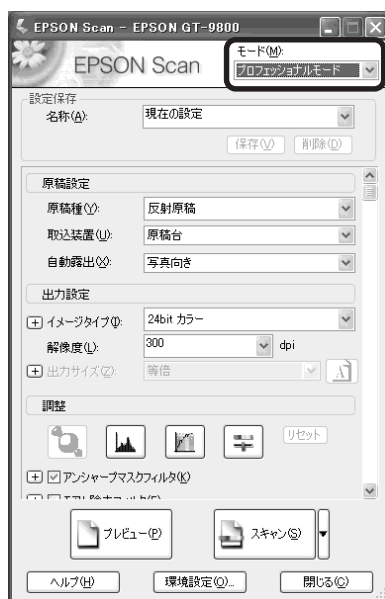 EPSON Scan - EPSON GT-9800
EPSON Scan
モード(M):
プロフェッショナルモード
設定保存
名称(A): 現在の設定
保存(V) 削除(D)
原稿設定
原稿種(Y): 反射原稿
取込装置(U): 原稿台
自動露出(X): 写真向き
出力設定
イメージタイプ(I): 24bit カラー
解像度(L): 300 dpi
出力サイズ(Z): 等倍
調整
リセット
アンシャープマスクフィルタ(K)
プレビュー(P) スキャン(S)
ヘルプ(H) 環境設定(O)... 閉じる(C)